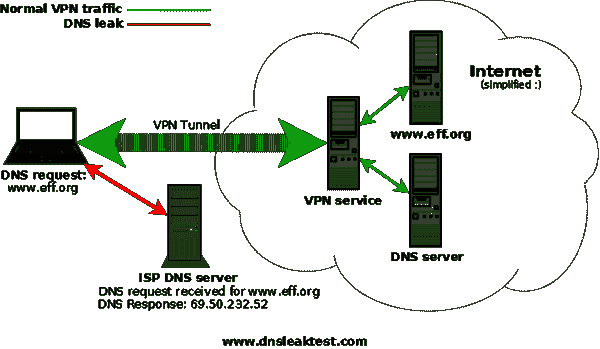 Normal VPN traffic
DNS leak
Internet
(simplified :)
www.eff.org
VPN Tunnel
DNS request:
www.eff.org
VPN service
DNS server
ISP DNS server
DNS request received for www.eff.org
DNS Response: 69.50.232.52
www.dnsleaktest.com